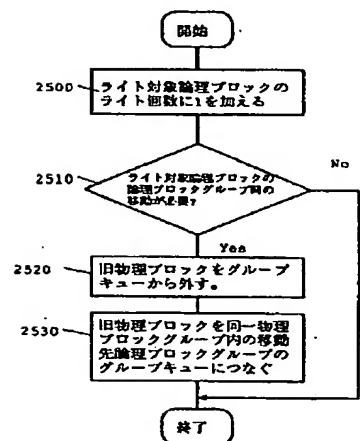 開始
2500
ライト対象論理ブロックの
ライト回数に1を加える
2510
ライト対象論理ブロックの
論理ブロックグループ間の
移動が必要?
No
Yes
2520
旧物理ブロックをグループ
キューから外す。
2530
旧物理ブロックを同一物理
ブロックグループ内の移動
先論理ブロックグループの
グループキューにつなぐ
終了